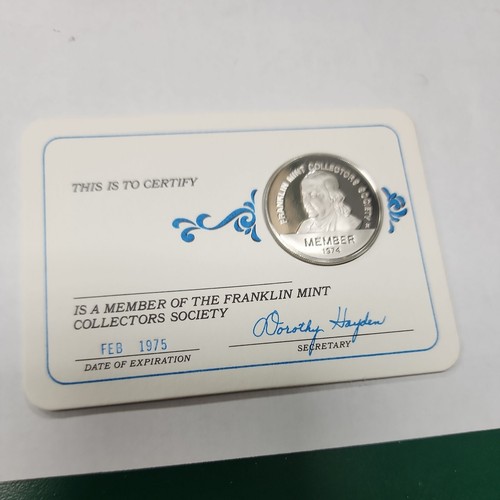 THIS IS TO CERTIFY
FRANKLIN MINT COLLECTORS SOCIETY
MEMBER
1974
IS A MEMBER OF THE FRANKLIN MINT
COLLECTORS SOCIETY
FEB 1975
DATE OF EXPIRATION
Dorothy Hayden
SECRETARY